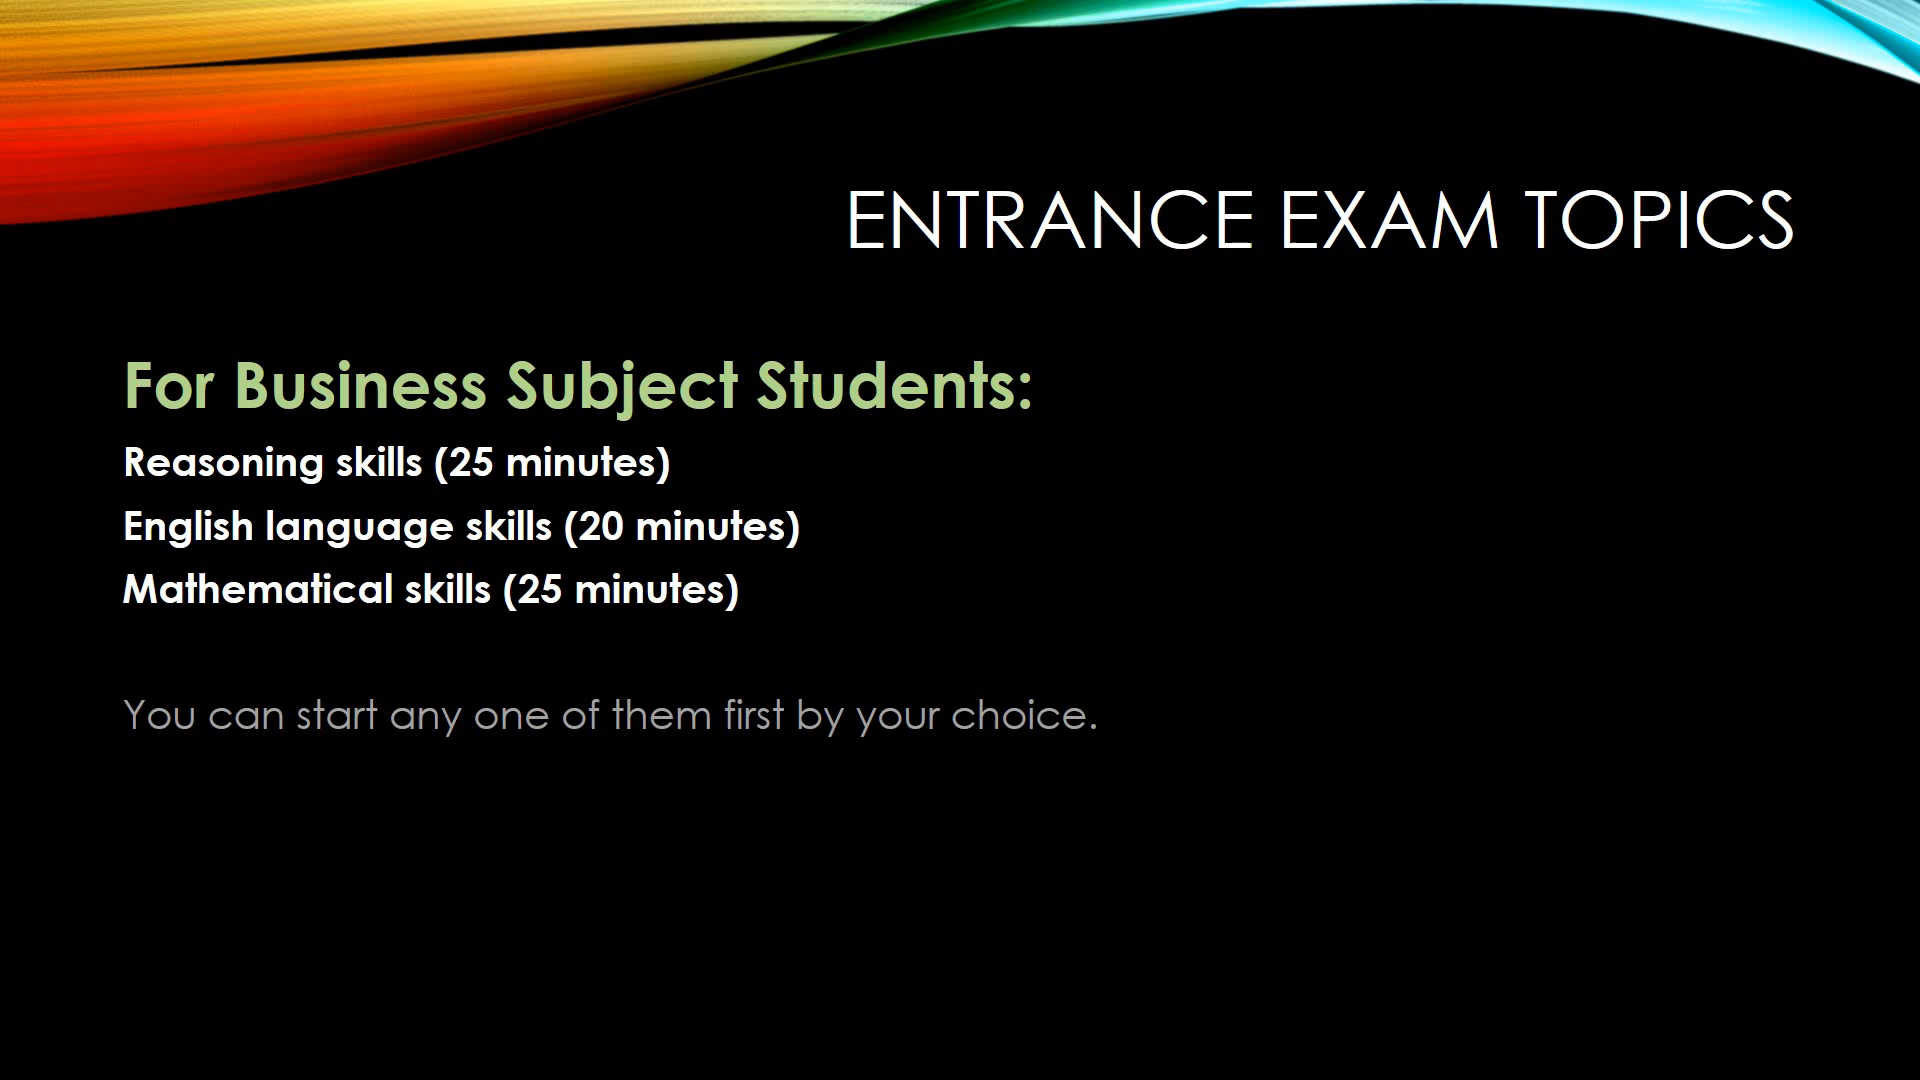 ENTRANCE EXAM TOPICS
For Business Subject Students:
Reasoning skills (25 minutes)
English language skills (20 minutes)
Mathematical skills (25 minutes)
You can start any one of them first by your choice.